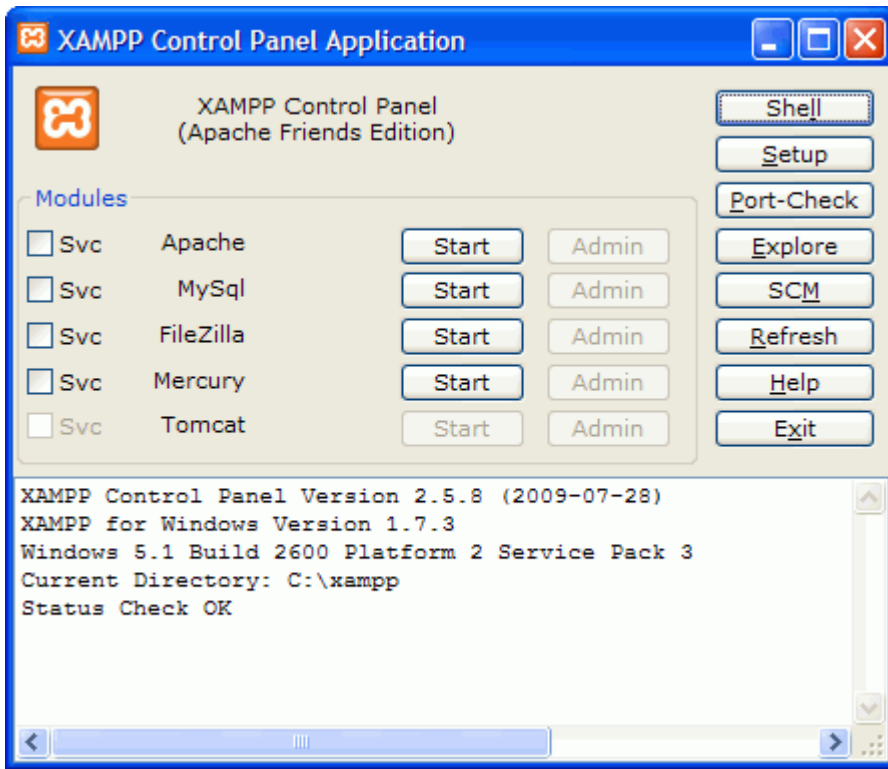 XAMPP Control Panel Application
XAMPP Control Panel
(Apache Friends Edition)
Shell
Setup
Modules
Port-Check
Svc Apache Start Admin
Explore
Svc MySql Start Admin
SCM
Svc FileZilla Start Admin
Refresh
Svc Mercury Start Admin
Help
Svc Tomcat Start Admin
Exit
XAMPP Control Panel Version 2.5.8 (2009-07-28)
XAMPP for Windows Version 1.7.3
Windows 5.1 Build 2600 Platform 2 Service Pack 3
Current Directory: C:\xampp
Status Check OK